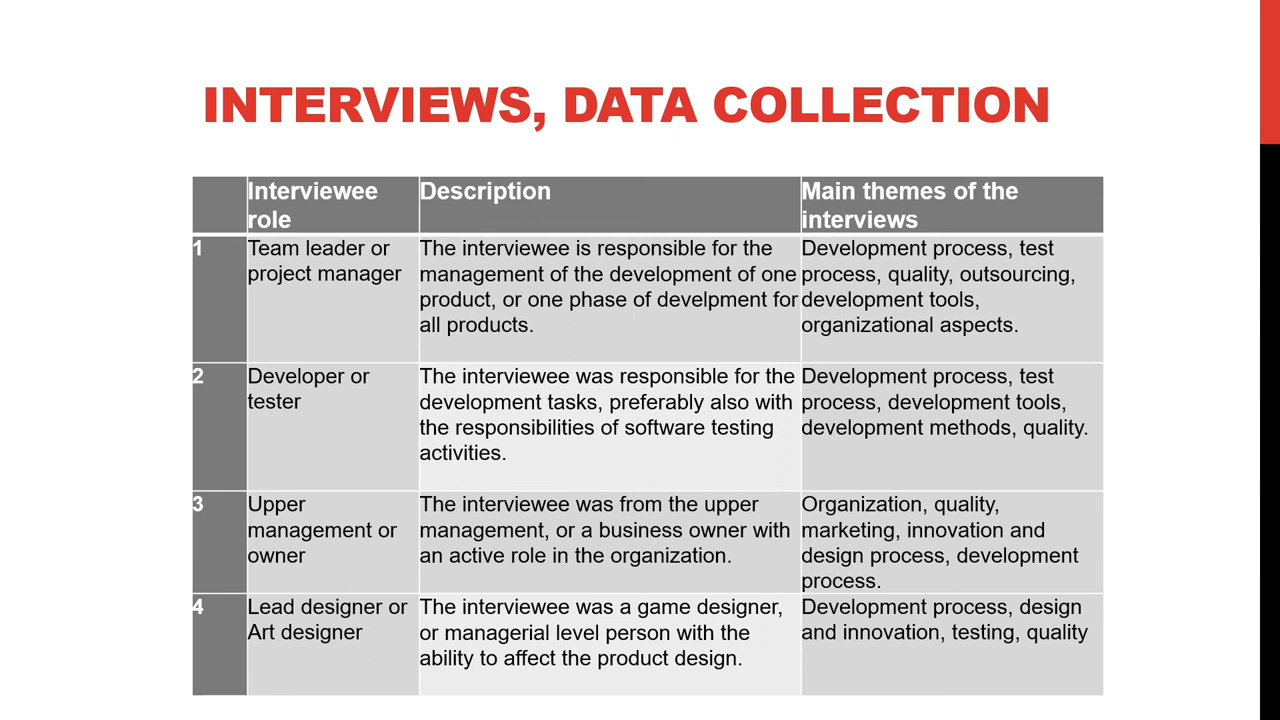 INTERVIEWS, DATA COLLECTION
Interviewee
role
Description
Main themes of the
interviews
1
Team leader or
project manager
The interviewee is responsible for the
management of the development of one
product, or one phase of develpment for
all products.
Development process, test
process, quality, outsourcing,
development tools,
organizational aspects.
2
Developer or
tester
The interviewee was responsible for the
development tasks, preferably also with
the responsibilities of software testing
activities.
Development process, test
process, development tools,
development methods, quality.
3
Upper
management or
owner
The interviewee was from the upper
management, or a business owner with
an active role in the organization.
Organization, quality,
marketing, innovation and
design process, development
process.
4
Lead designer or
Art designer
The interviewee was a game designer,
or managerial level person with the
ability to affect the product design.
Development process, design
and innovation, testing, quality